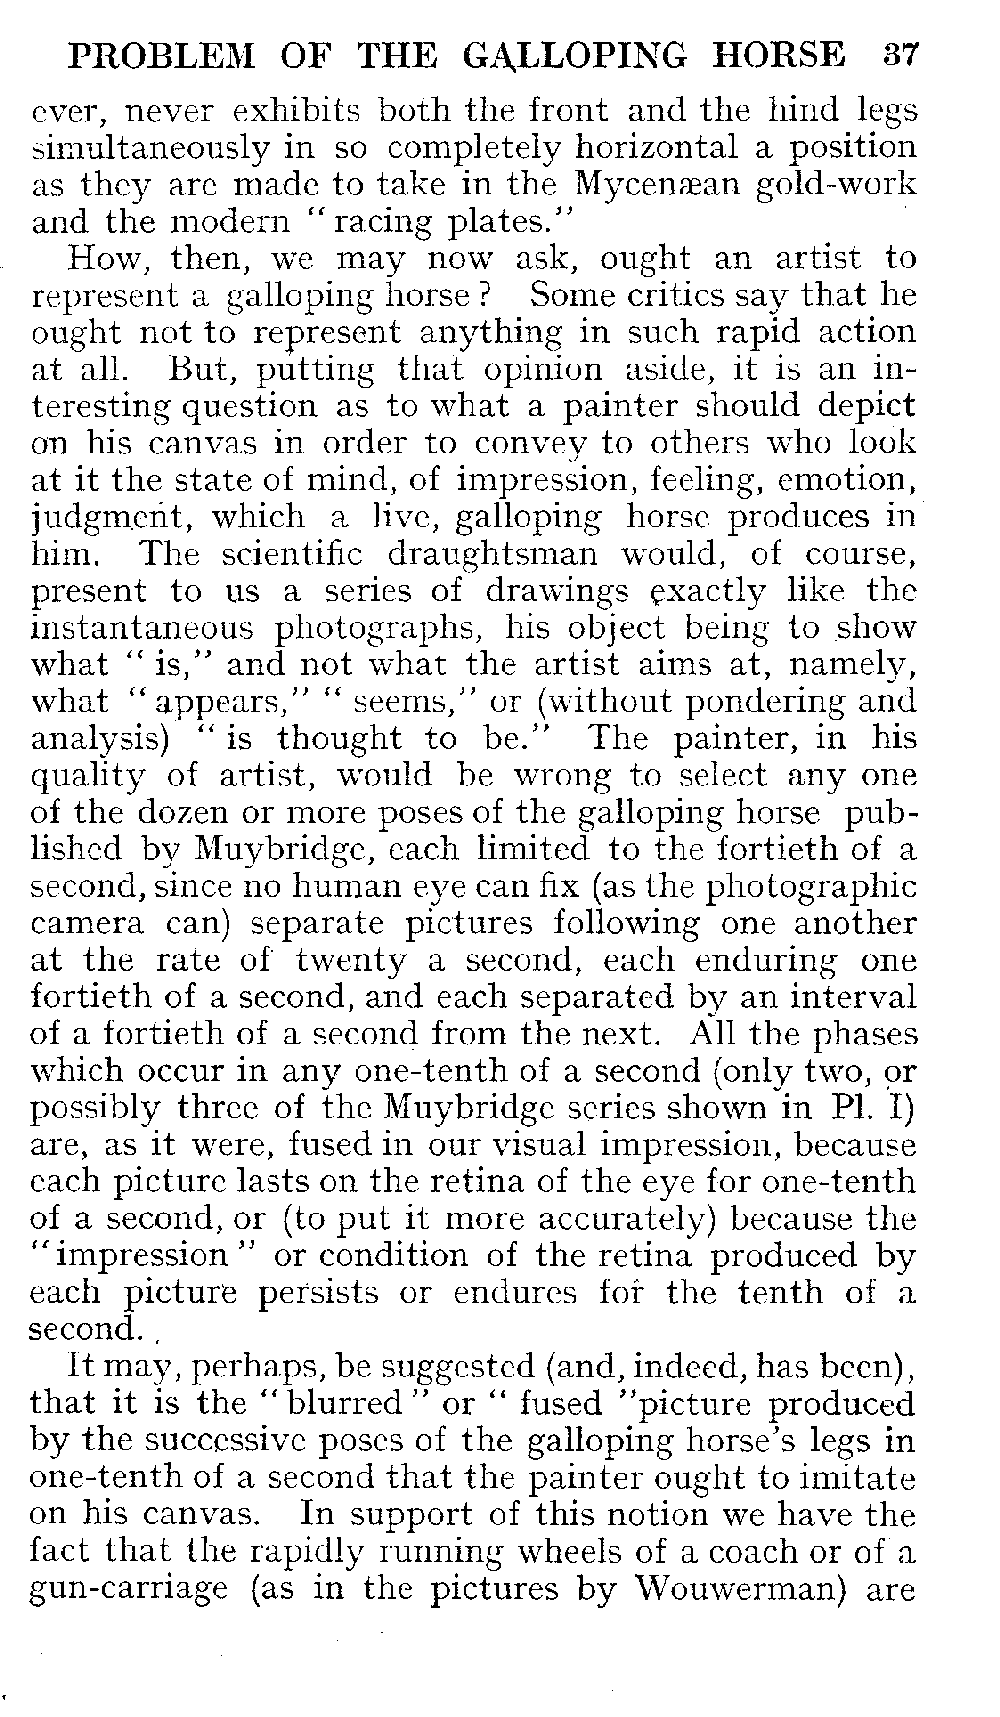 PROBLEM OF THE GALLOPING HORSE 37
ever, never exhibits both the front and the hind legs
simultaneously in so completely horizontal a position
as they are made to take in the Mycenæan gold-work
and the modern “racing plates.”
How, then, we may now ask, ought an artist to
represent a galloping horse? Some critics say that he
ought not to represent anything in such rapid action
at all. But, putting that opinion aside, it is an in-
teresting question as to what a painter should depict
on his canvas in order to convey to others who look
at it the state of mind, of impression, feeling, emotion,
judgment, which a live, galloping horse produces in
him. The scientific draughtsman would, of course,
present to us a series of drawings exactly like the
instantaneous photographs, his object being to show
what “is,” and not what the artist aims at, namely,
what “appears,” “seems,” or (without pondering and
analysis) “is thought to be.” The painter, in his
quality of artist, would be wrong to select any one
of the dozen or more poses of the galloping horse pub-
lished by Muybridge, each limited to the fortieth of a
second, since no human eye can fix (as the photographic
camera can) separate pictures following one another
at the rate of twenty a second, each enduring one
fortieth of a second, and each separated by an interval
of a fortieth of a second from the next. All the phases
which occur in any one-tenth of a second (only two, or
possibly three of the Muybridge series shown in Pl. I)
are, as it were, fused in our visual impression, because
each picture lasts on the retina of the eye for one-tenth
of a second, or (to put it more accurately) because the
“impression” or condition of the retina produced by
each picture persists or endures for the tenth of a
second.
It may, perhaps, be suggested (and, indeed, has been),
that it is the “blurred” or “fused” picture produced
by the successive poses of the galloping horse's legs in
one-tenth of a second that the painter ought to imitate
on his canvas. In support of this notion we have the
fact that the rapidly running wheels of a coach or of a
gun-carriage (as in the pictures by Wouwerman) are